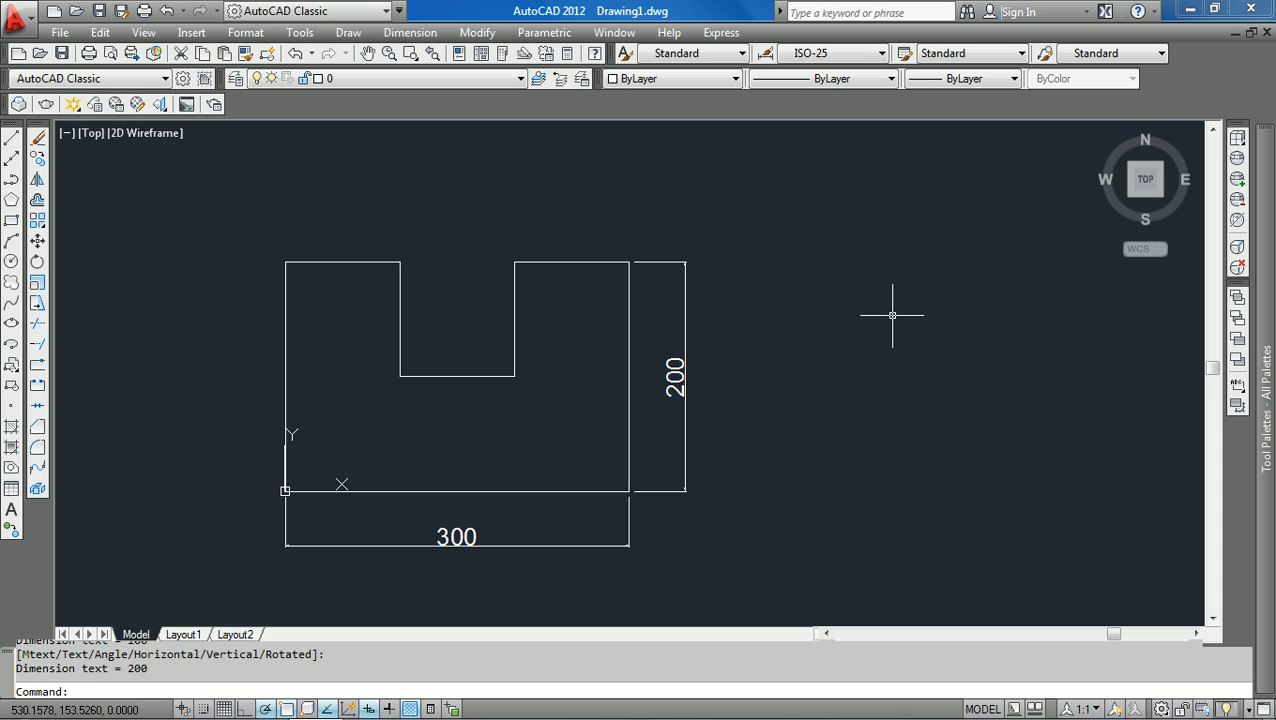 AutoCAD Classic
AutoCAD 2012 Drawing1.dwg
Type a keyword or phrase
Sign In
File Edit View Insert Format Tools Draw Dimension Modify Parametric Window Help Express
Standard ISO-25 Standard Standard
AutoCAD Classic 0 ByLayer ByLayer ByLayer ByColor
[−] [Top] [2D Wireframe]
N
W TOP E
S
WCS
200
Y
X
300
Tool Palettes - All Palettes
Model Layout1 Layout2
[Mtext/Text/Angle/Horizontal/Vertical/Rotated]:
Dimension text = 200
Command:
530.1578, 153.5260, 0.0000
MODEL 1:1